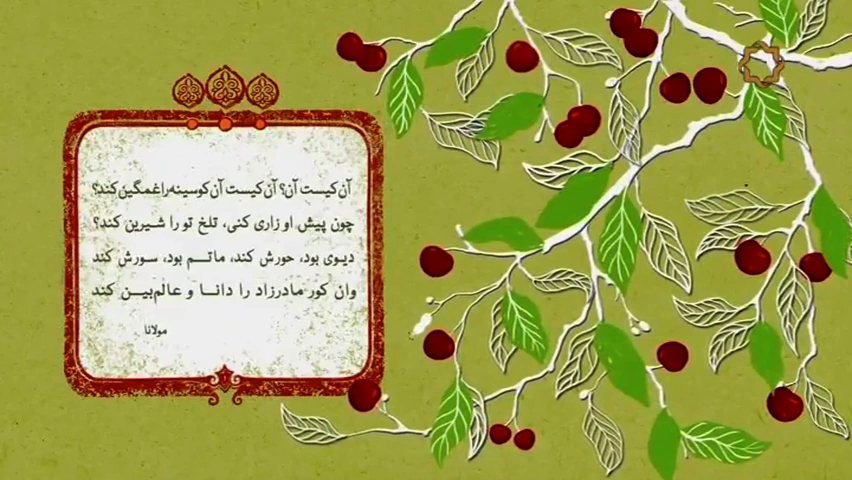 آن کیست آن؟ آن کیست آن کو سینه را غمگین کند؟
چون پیش او زاری کنی، تلخ تو را شیرین کند؟
دیوی بود، حورش کند، ماتم بود، سورش کند
وان کور مادرزاد را دانا و عالم‌بین کند
مولانا